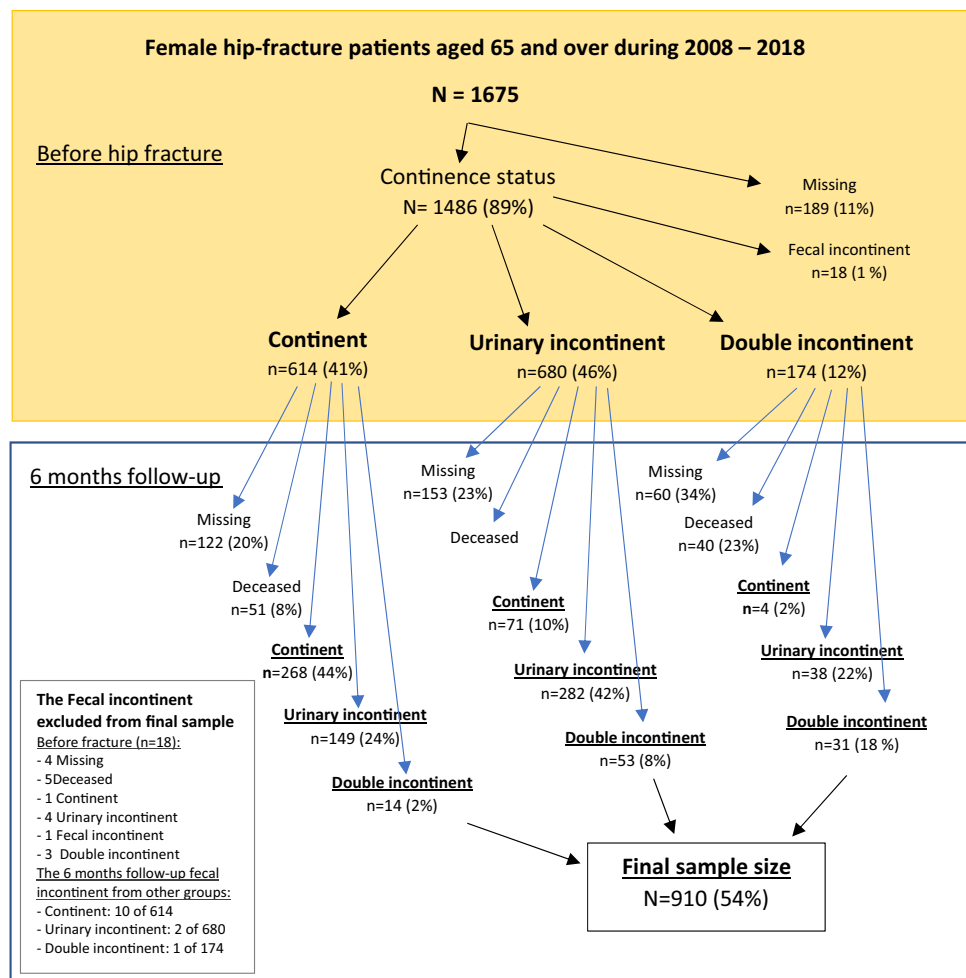 Female hip-fracture patients aged 65 and over during 2008 – 2018
N = 1675
Before hip fracture
Continence status
N= 1486 (89%)
Missing
n=189 (11%)
Fecal incontinent
n=18 (1 %)
Continent
n=614 (41%)
Urinary incontinent
n=680 (46%)
Double incontinent
n=174 (12%)
6 months follow-up
Missing
n=122 (20%)
Deceased
n=51 (8%)
Continent
n=268 (44%)
Urinary incontinent
n=149 (24%)
Double incontinent
n=14 (2%)
Missing
n=153 (23%)
Deceased
Continent
n=71 (10%)
Urinary incontinent
n=282 (42%)
Double incontinent
n=53 (8%)
Missing
n=60 (34%)
Deceased
n=40 (23%)
Continent
n=4 (2%)
Urinary incontinent
n=38 (22%)
Double incontinent
n=31 (18 %)
The Fecal incontinent
excluded from final sample
Before fracture (n=18):
- 4 Missing
- 5Deceased
- 1 Continent
- 4 Urinary incontinent
- 1 Fecal incontinent
- 3  Double incontinent
The 6 months follow-up fecal
incontinent from other groups:
- Continent: 10 of 614
- Urinary incontinent: 2 of 680
- Double incontinent: 1 of 174
Final sample size
N=910 (54%)